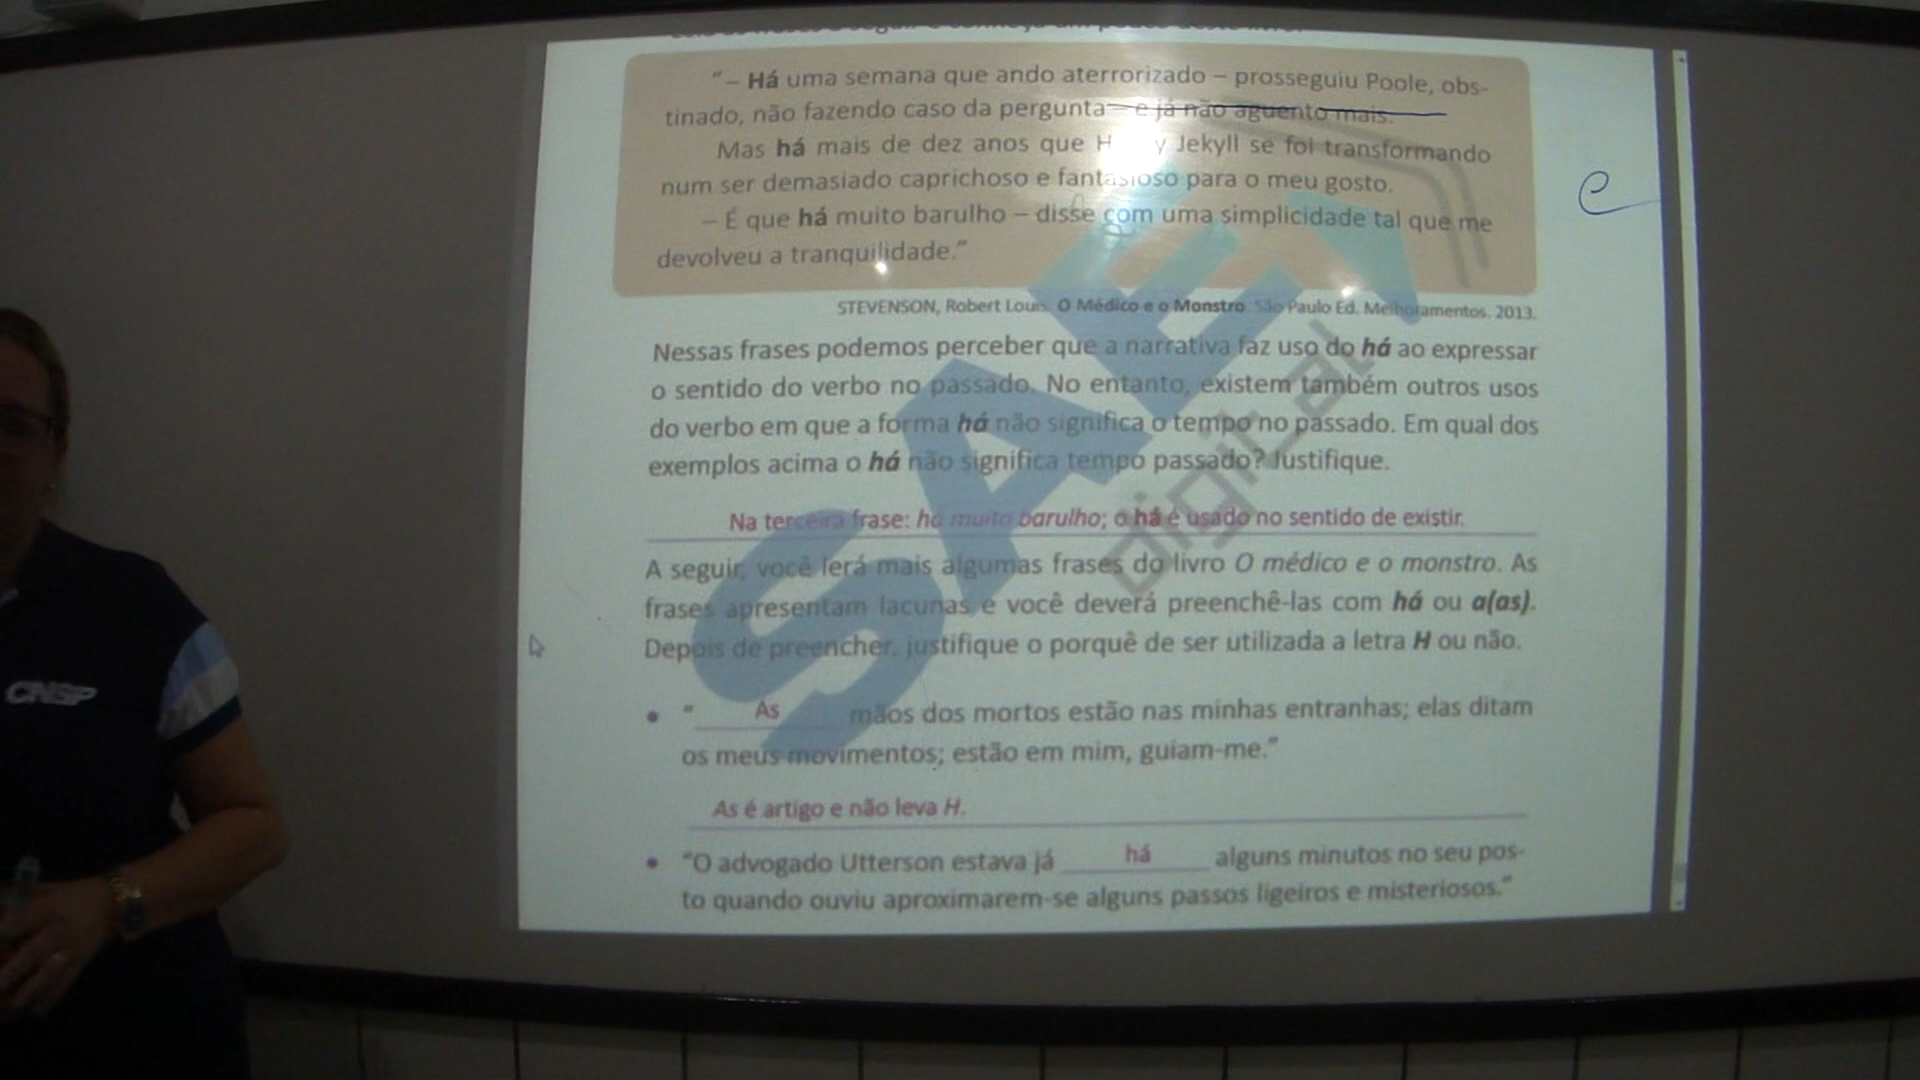 “– Há uma semana que ando aterrorizado – prosseguiu Poole, obs-
tinado, não fazendo caso da pergunta – e já não aguento mais.
Mas há mais de dez anos que H y Jekyll se foi transformando
num ser demasiado caprichoso e fantasioso para o meu gosto.
– É que há muito barulho – disse com uma simplicidade tal que me
devolveu a tranquilidade.”
e
STEVENSON, Robert Louis. O Médico e o Monstro. São Paulo Ed. Melhoramentos. 2013.
Nessas frases podemos perceber que a narrativa faz uso do há ao expressar
o sentido do verbo no passado. No entanto, existem também outros usos
do verbo em que a forma há não significa o tempo no passado. Em qual dos
exemplos acima o há não significa tempo passado? Justifique.
Na terceira frase: há muito barulho; o há é usado no sentido de existir.
A seguir, você lerá mais algumas frases do livro O médico e o monstro. As
frases apresentam lacunas e você deverá preenchê-las com há ou a(as).
Depois de preencher, justifique o porquê de ser utilizada a letra H ou não.
• “ As mãos dos mortos estão nas minhas entranhas; elas ditam
os meus movimentos; estão em mim, guiam-me.”
As é artigo e não leva H.
• “O advogado Utterson estava já há alguns minutos no seu pos-
to quando ouviu aproximarem-se alguns passos ligeiros e misteriosos.”
SAE
digital
CNSP